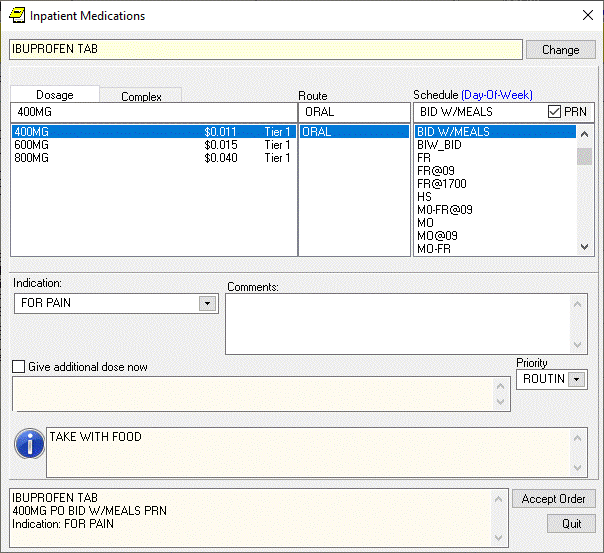 Inpatient Medications
IBUPROFEN TAB
Change
Dosage Complex Route Schedule (Day-Of-Week)
400MG ORAL BID W/MEALS PRN
400MG $0.011 Tier 1 ORAL BID W/MEALS
600MG $0.015 Tier 1 BIW_BID
800MG $0.040 Tier 1 FR
FR@09
FR@1700
HS
MO-FR@09
MO
MO@09
MO-FR
Indication: Comments:
FOR PAIN
Give additional dose now
Priority
ROUTIN
TAKE WITH FOOD
IBUPROFEN TAB
400MG PO BID W/MEALS PRN
Indication: FOR PAIN
Accept Order
Quit